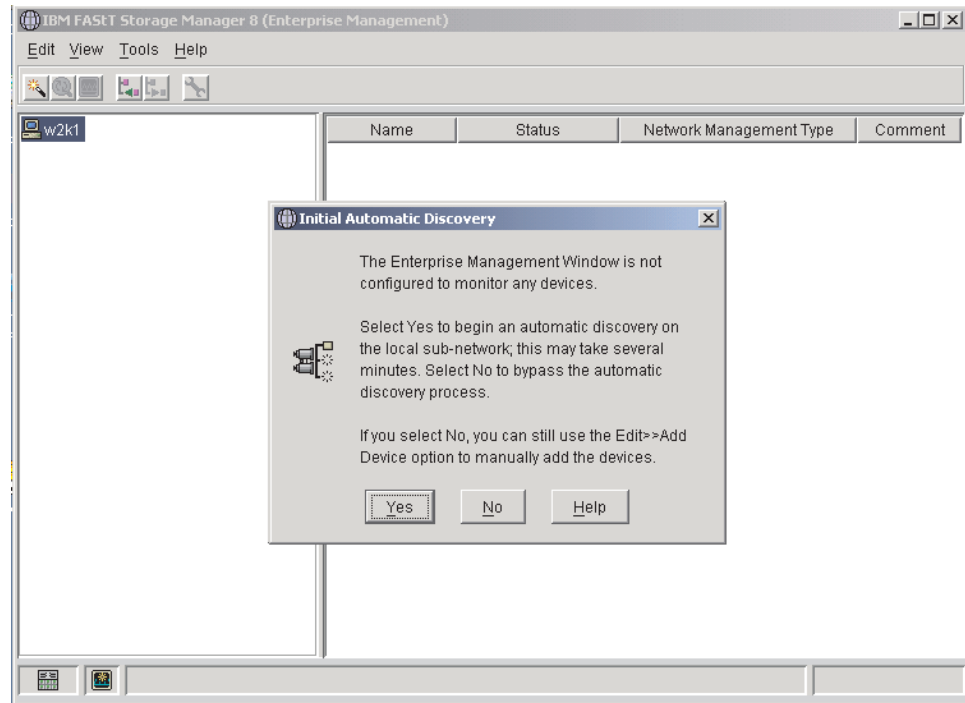 IBM FAStT Storage Manager 8 (Enterprise Management)
Edit View Tools Help
w2k1
Name Status Network Management Type Comment
Initial Automatic Discovery
The Enterprise Management Window is not
configured to monitor any devices.
Select Yes to begin an automatic discovery on
the local sub-network; this may take several
minutes. Select No to bypass the automatic
discovery process.
If you select No, you can still use the Edit>>Add
Device option to manually add the devices.
Yes No Help